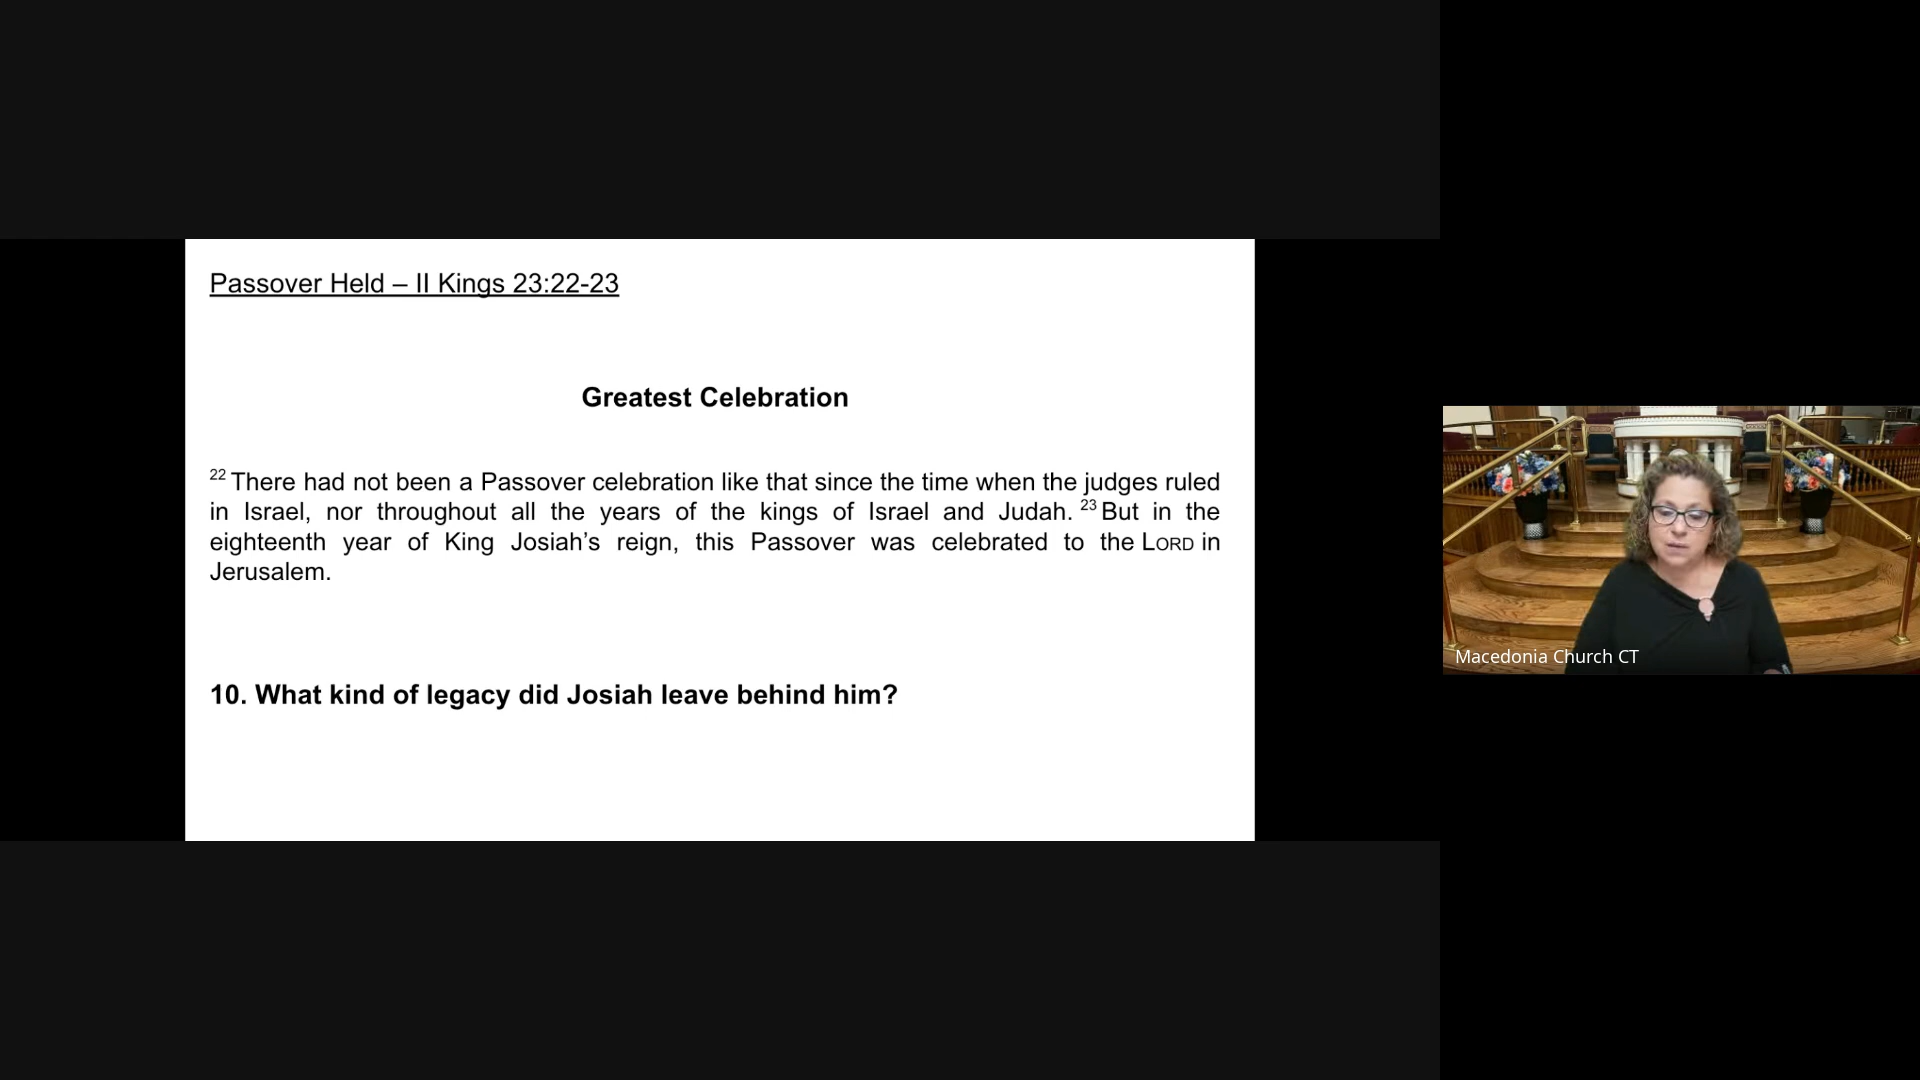 Passover Held – II Kings 23:22-23
Greatest Celebration
22 There had not been a Passover celebration like that since the time when the judges ruled
in Israel, nor throughout all the years of the kings of Israel and Judah. 23 But in the
eighteenth year of King Josiah’s reign, this Passover was celebrated to the LORD in
Jerusalem.
10. What kind of legacy did Josiah leave behind him?
Macedonia Church CT